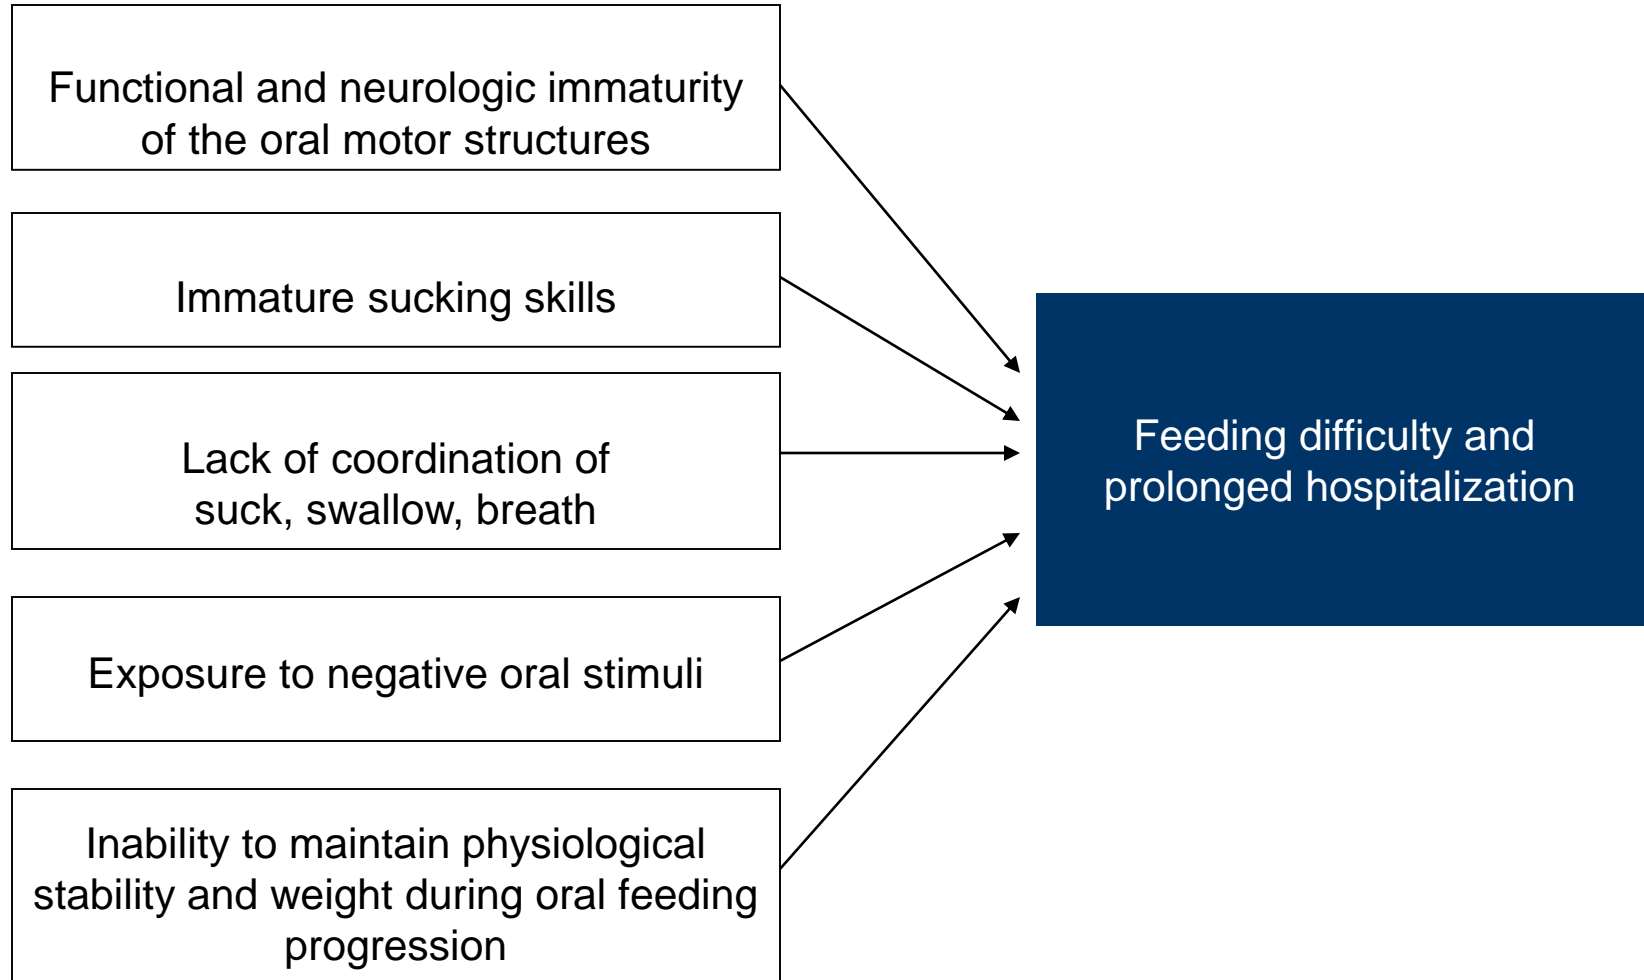 Functional and neurologic immaturity
of the oral motor structures
Immature sucking skills
Lack of coordination of
suck, swallow, breath
Exposure to negative oral stimuli
Inability to maintain physiological
stability and weight during oral feeding
progression
Feeding difficulty and
prolonged hospitalization